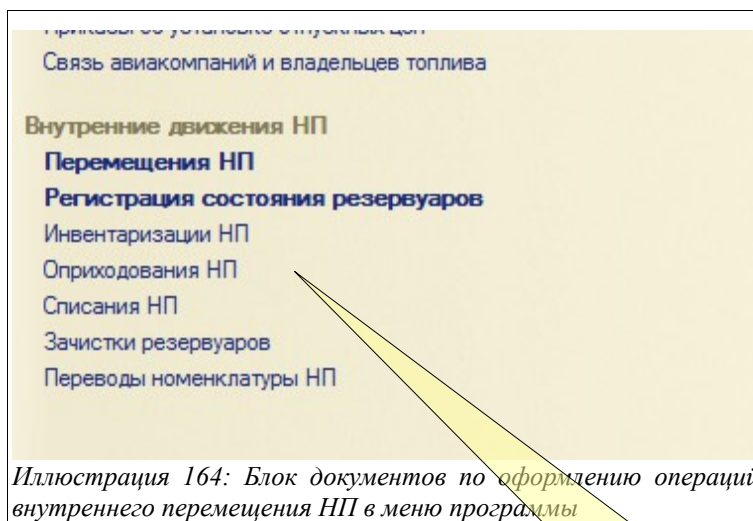 Связь авиакомпаний и владельцев топлива
Внутренние движения НП
Перемещения НП
Регистрация состояния резервуаров
Инвентаризации НП
Оприходования НП
Списания НП
Зачистки резервуаров
Переводы номенклатуры НП
Иллюстрация 164: Блок документов по оформлению операций
внутреннего перемещения НП в меню программы